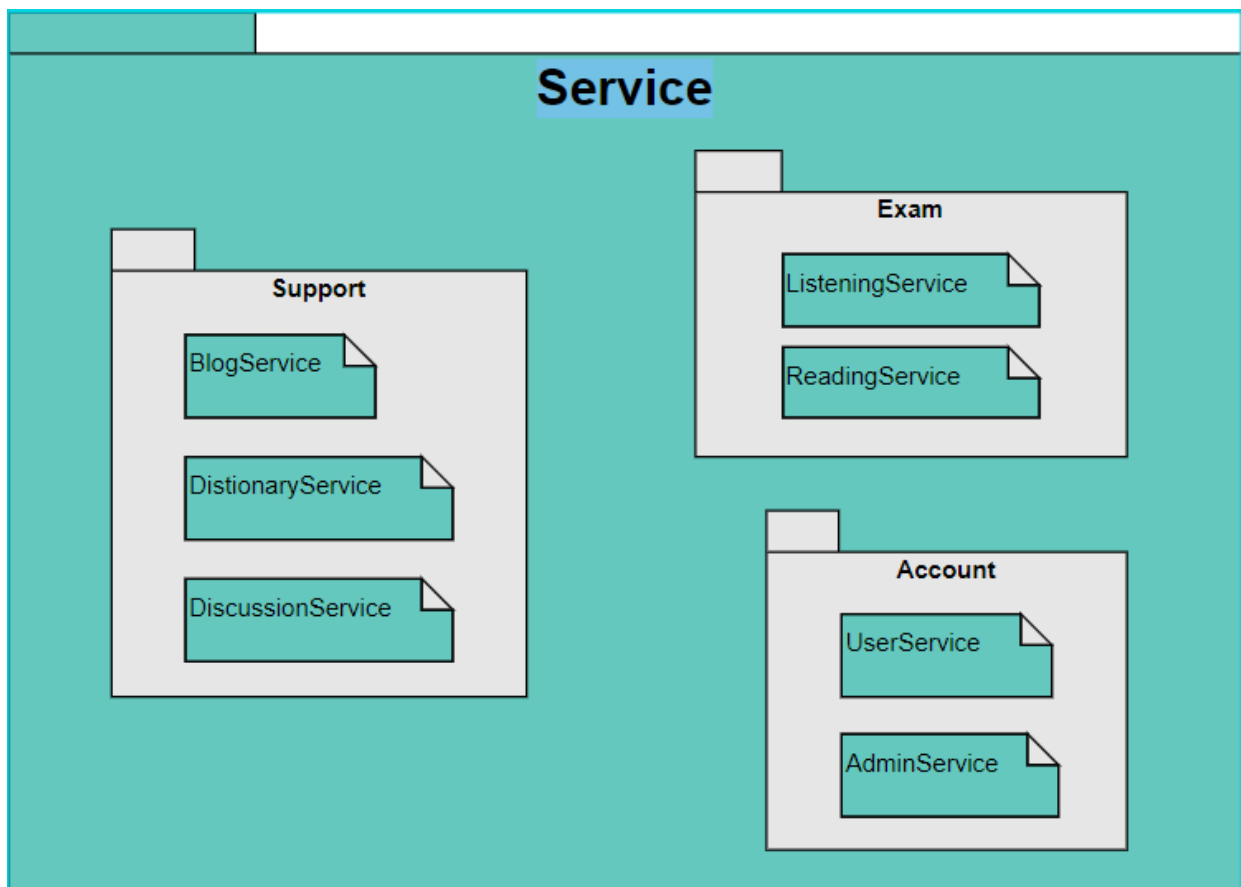 Service
Support
BlogService
DistionaryService
DiscussionService
Exam
ListeningService
ReadingService
Account
UserService
AdminService